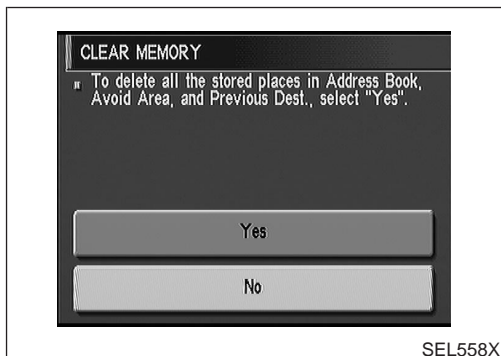 CLEAR MEMORY
To delete all the stored places in Address Book,
Avoid Area, and Previous Dest., select "Yes".
Yes
No
SEL558X